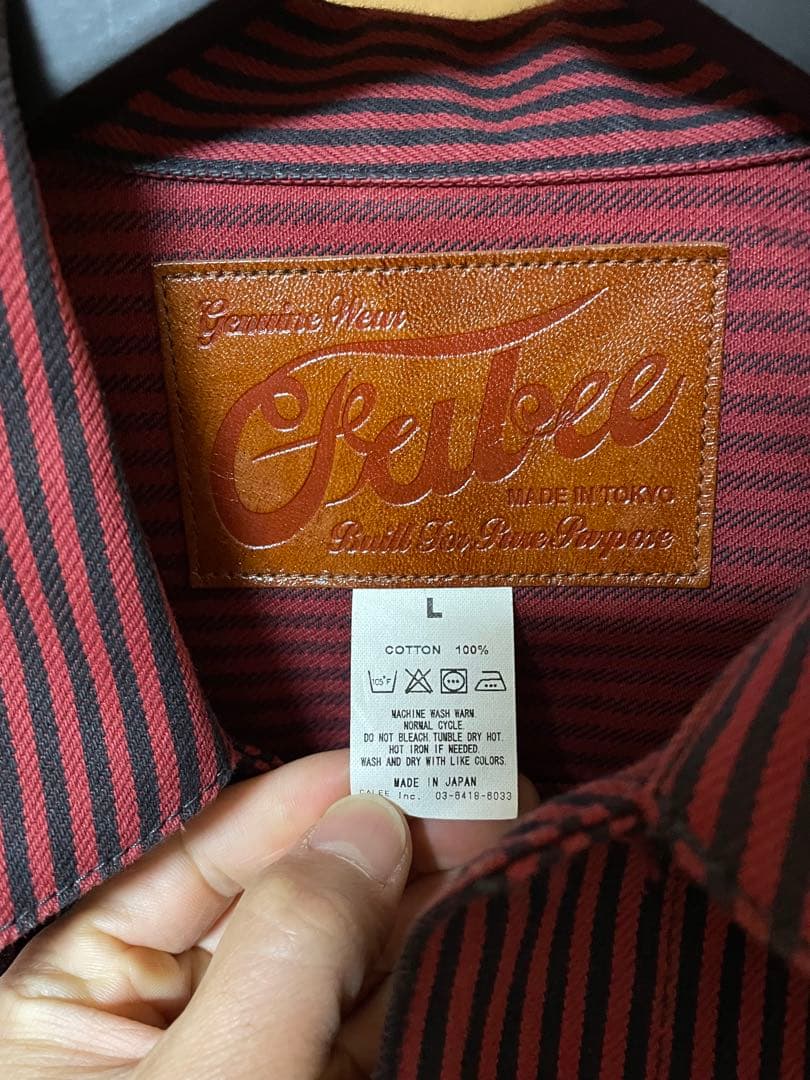 Genuine Wear
Calee
MADE IN TOKYO
Built For, Pure Purpose
L
COTTON 100%
105°F
MACHINE WASH WARM
NORMAL CYCLE.
DO NOT BLEACH. TUMBLE DRY HOT.
HOT IRON IF NEEDED.
WASH AND DRY WITH LIKE COLORS.
MADE IN JAPAN
CALEE Inc. 03-6418-6033